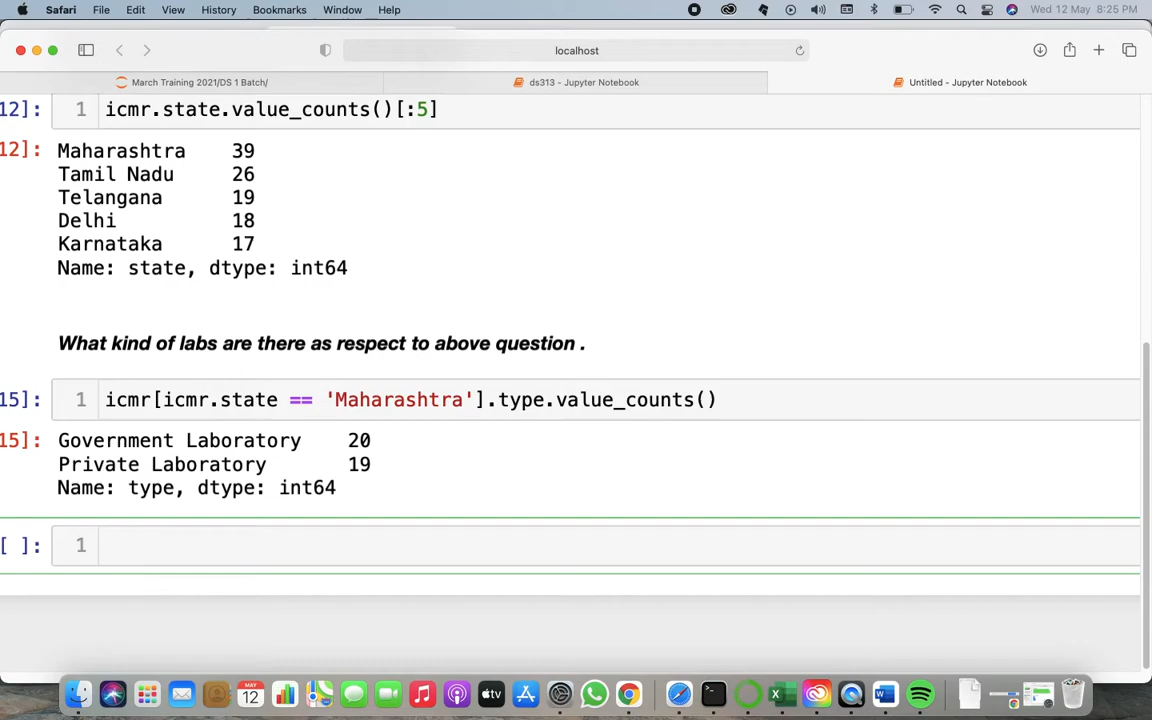 Safari File Edit View History Bookmarks Window Help Wed 12 May 8:25 PM
localhost
March Training 2021/DS 1 Batch/ ds313 - Jupyter Notebook Untitled - Jupyter Notebook
12]: 1 icmr.state.value_counts()[:5]
12]: Maharashtra 39
Tamil Nadu 26
Telangana 19
Delhi 18
Karnataka 17
Name: state, dtype: int64
What kind of labs are there as respect to above question .
15]: 1 icmr[icmr.state == 'Maharashtra'].type.value_counts()
15]: Government Laboratory 20
Private Laboratory 19
Name: type, dtype: int64
[ ]: 1
MAY
12
tv
W